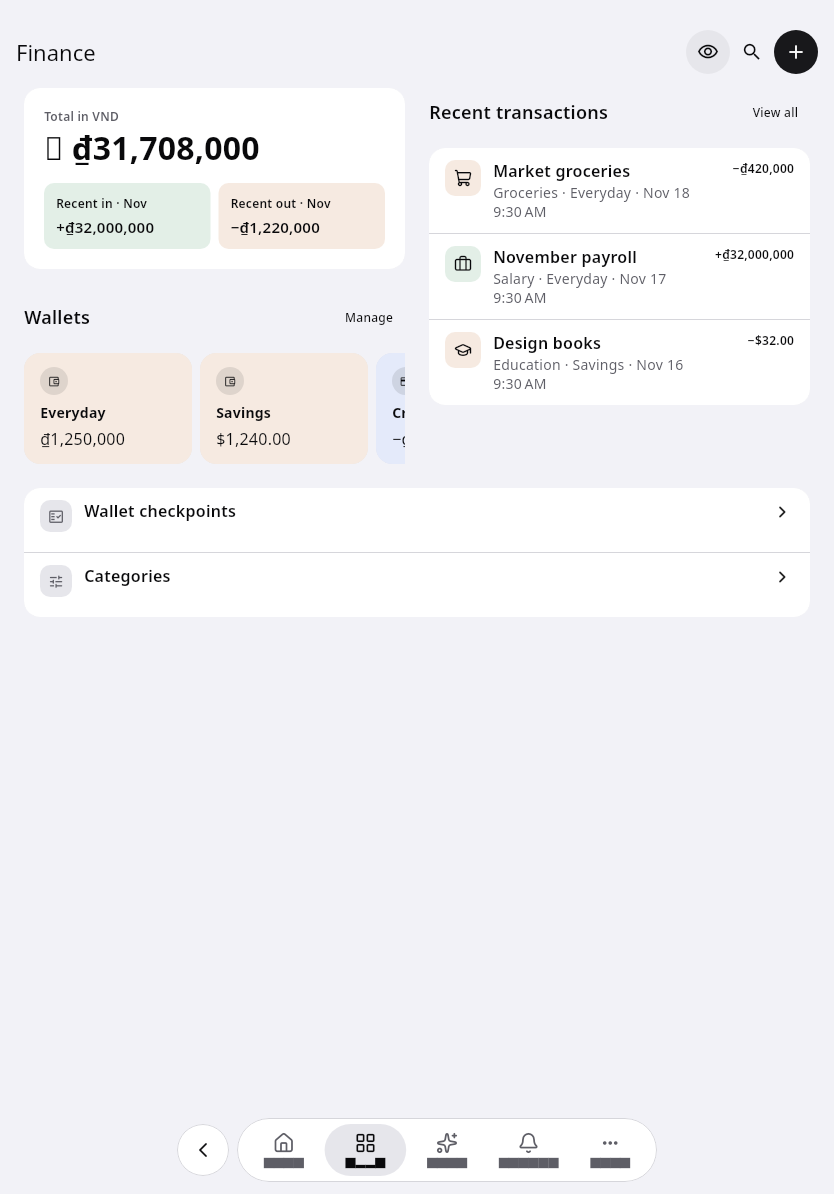 Finance
Total in VND
₫31,708,000
Recent in · Nov
+₫32,000,000
Recent out · Nov
−₫1,220,000
Wallets
Manage
Everyday
₫1,250,000
Savings
$1,240.00
Recent transactions
View all
Market groceries
−₫420,000
Groceries · Everyday · Nov 18
9:30 AM
November payroll
+₫32,000,000
Salary · Everyday · Nov 17
9:30 AM
Design books
−$32.00
Education · Savings · Nov 16
9:30 AM
Wallet checkpoints
Categories